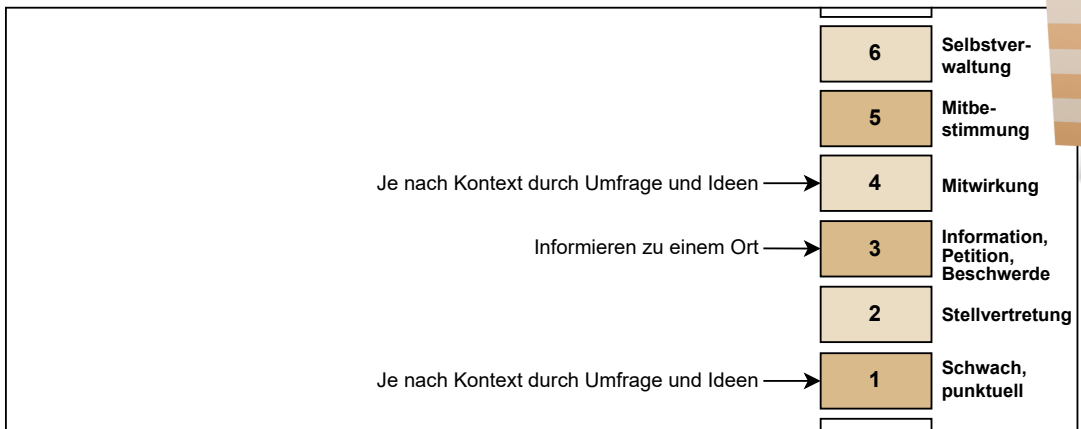 6
Selbstver-
waltung
5
Mitbe-
stimmung
Je nach Kontext durch Umfrage und Ideen
4
Mitwirkung
Informieren zu einem Ort
3
Information,
Petition,
Beschwerde
2
Stellvertretung
Je nach Kontext durch Umfrage und Ideen
1
Schwach,
punktuell